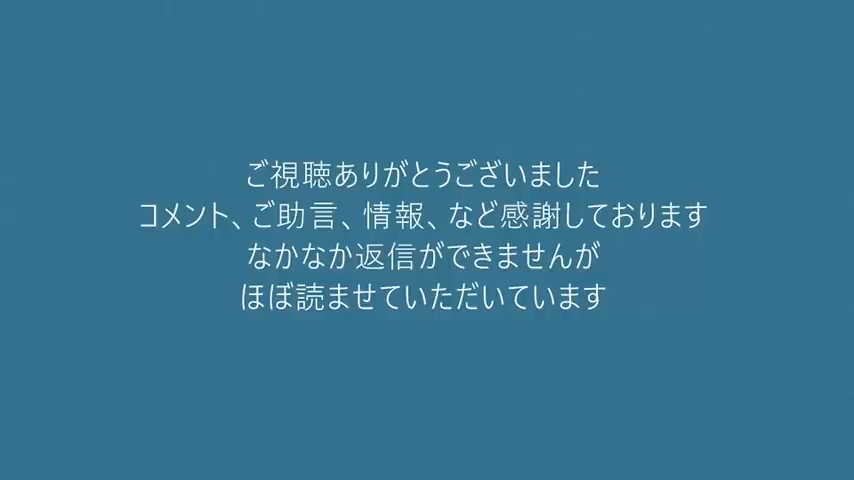 ご視聴ありがとうございました
コメント、ご助言、情報、など感謝しております
なかなか返信ができませんが
ほぼ読ませていただいています